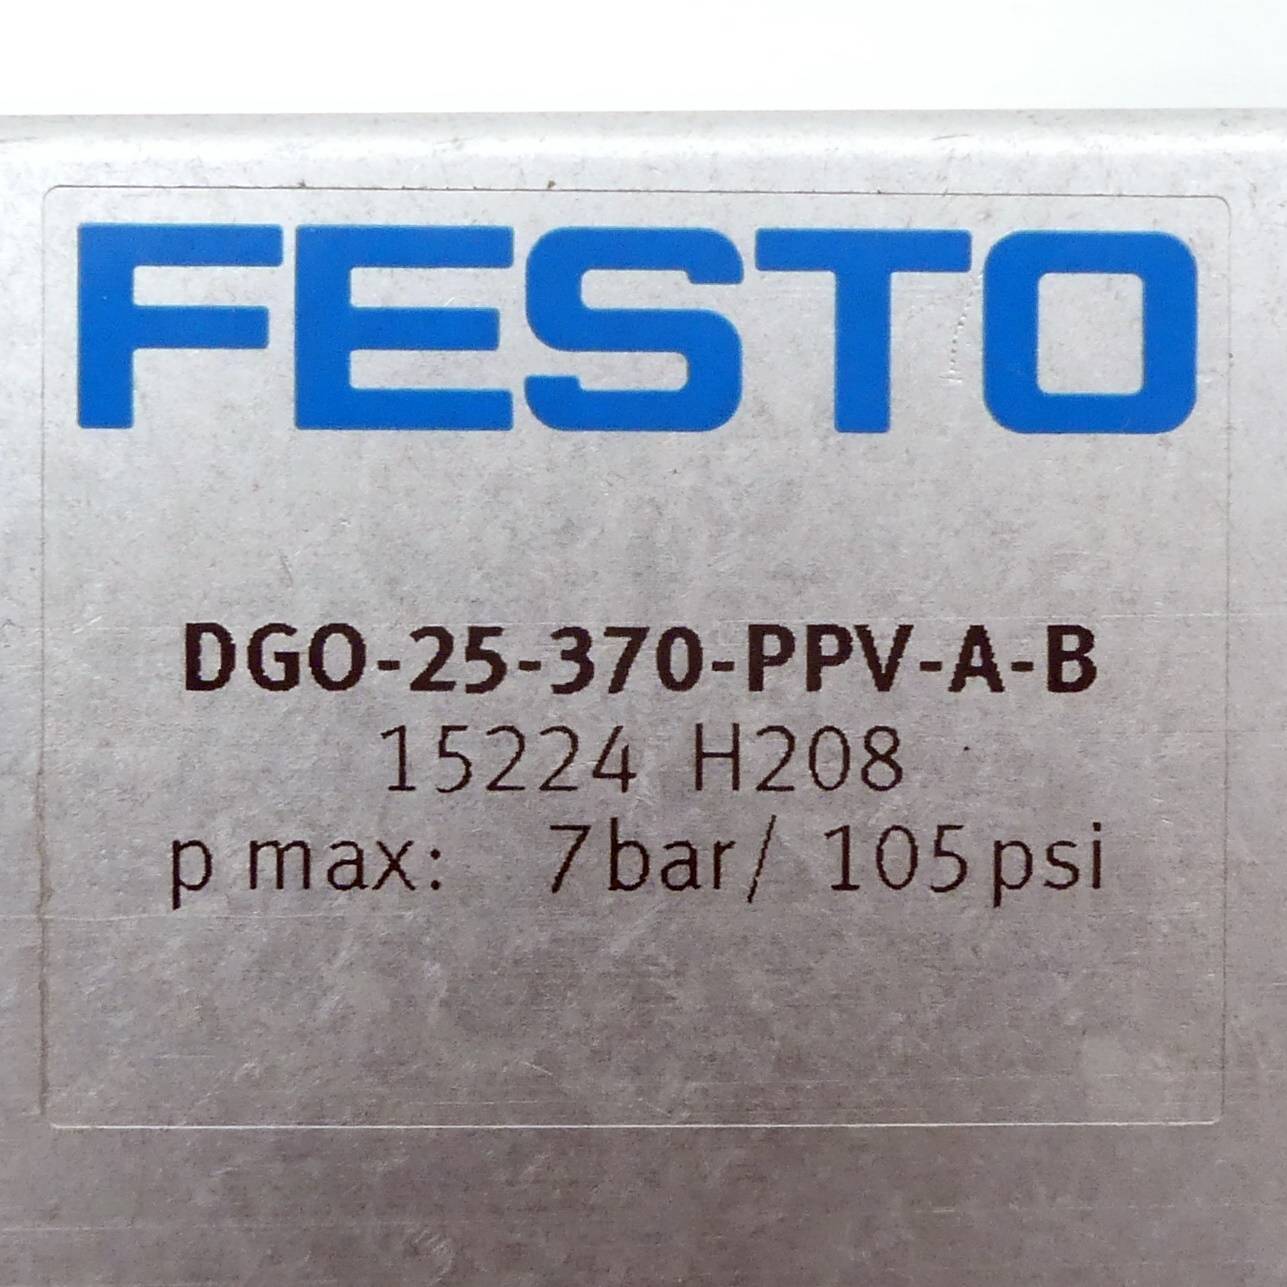 FESTO
DGO-25-370-PPV-A-B
15224 H208
p max: 7bar/ 105psi